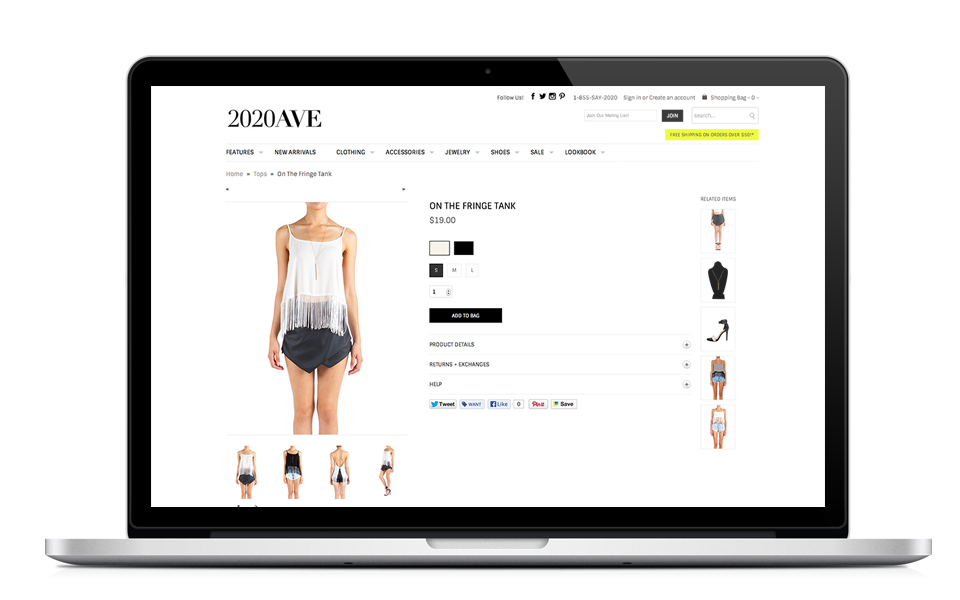 Follow Us!
1-855-SAY-2020
Sign in or Create an account
Shopping Bag - 0 -
2020AVE
Join Our Mailing List!
JOIN
search...
FREE SHIPPING ON ORDERS OVER $50!*
FEATURES
NEW ARRIVALS
CLOTHING
ACCESSORIES
JEWELRY
SHOES
SALE
LOOKBOOK
Home » Tops » On The Fringe Tank
ON THE FRINGE TANK
$19.00
S
M
L
1
ADD TO BAG
PRODUCT DETAILS
RETURNS + EXCHANGES
HELP
Tweet
WANT
Like
0
Pin it
Save
RELATED ITEMS